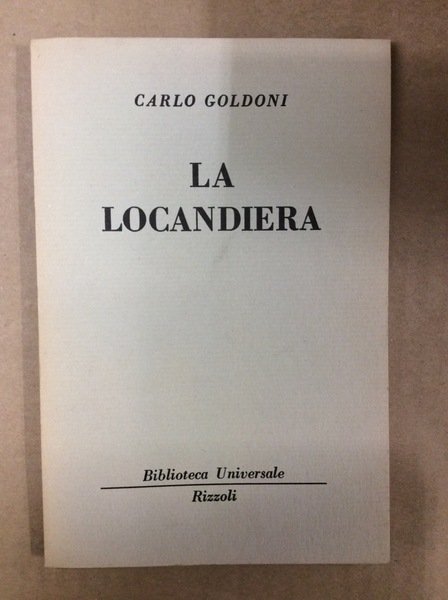 CARLO GOLDONI
LA
LOCANDIERA
Biblioteca Universale
Rizzoli